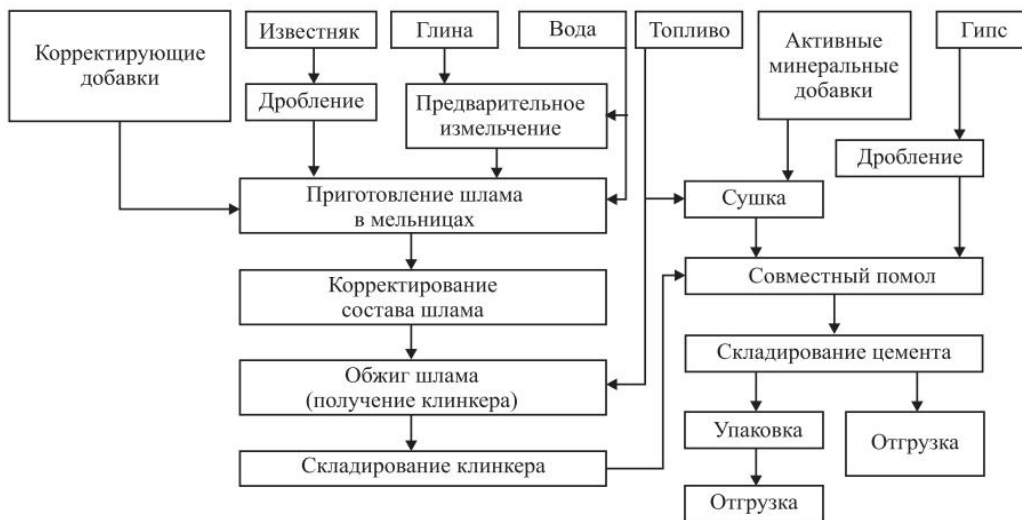 Корректирующие
добавки
Известняк
Глина
Вода
Топливо
Активные
минеральные
добавки
Гипс
Дробление
Предварительное
измельчение
Дробление
Приготовление шлама
в мельницах
Сушка
Корректирование
состава шлама
Совместный помол
Обжиг шлама
(получение клинкера)
Складирование цемента
Складирование клинкера
Упаковка
Отгрузка
Отгрузка